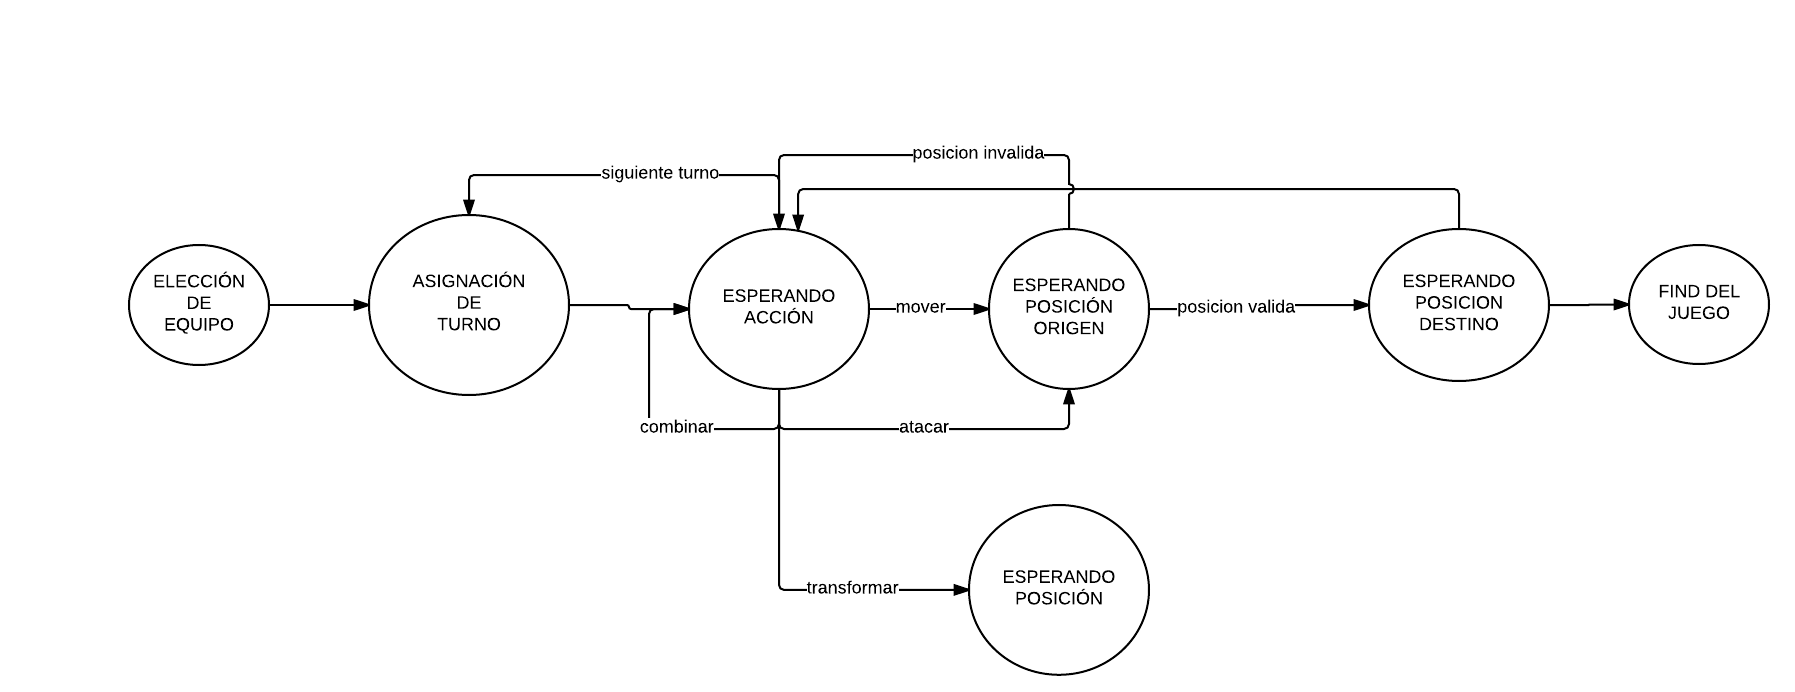 posicion invalida
siguiente turno
ELECCIÓN
DE
EQUIPO
ASIGNACIÓN
DE
TURNO
ESPERANDO
ACCIÓN
mover
ESPERANDO
POSICIÓN
ORIGEN
posicion valida
ESPERANDO
POSICION
DESTINO
FIND DEL
JUEGO
combinar
atacar
transformar
ESPERANDO
POSICIÓN